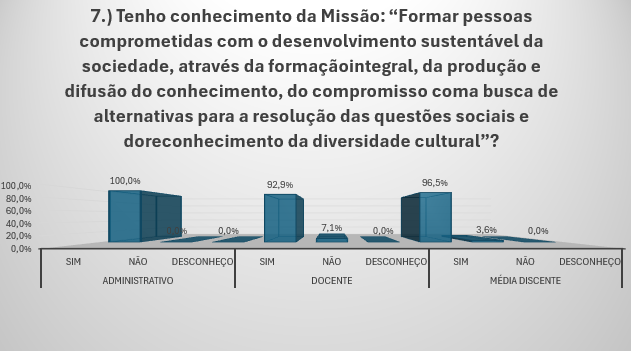 7.) Tenho conhecimento da Missão: “Formar pessoas
comprometidas com o desenvolvimento sustentável da
sociedade, através da formaçãointegral, da produção e
difusão do conhecimento, do compromisso coma busca de
alternativas para a resolução das questões sociais e
doreconhecimento da diversidade cultural”?
100,0% 92,9% 96,5%
100,0%
80,0%
60,0%
40,0%
20,0%
0,0%
0,0% 0,0% 7,1% 0,0% 3,6% 0,0%
SIM NÃO DESCONHEÇO SIM NÃO DESCONHEÇO SIM NÃO DESCONHEÇO
ADMINISTRATIVO DOCENTE MÉDIA DISCENTE